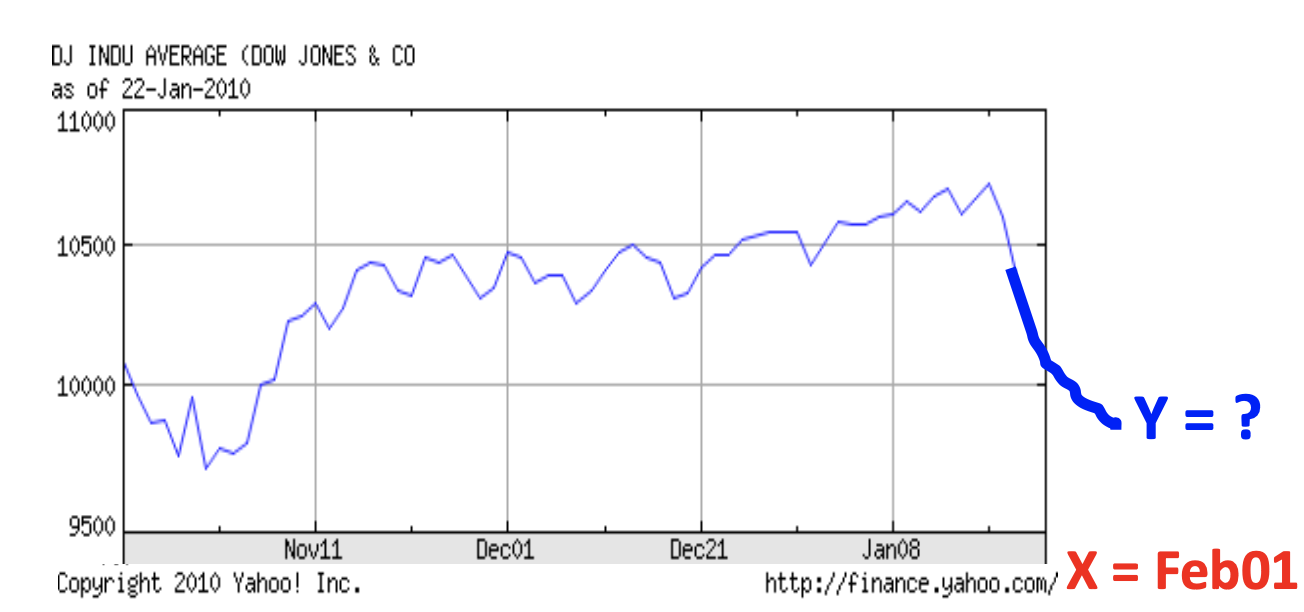 DJ INDU AVERAGE (DOW JONES & CO
as of 22-Jan-2010
11000
10500
10000
Y = ?
9500
Nov11 Dec01 Dec21 Jan08
Copyright 2010 Yahoo! Inc. http://finance.yahoo.com/ X = Feb01